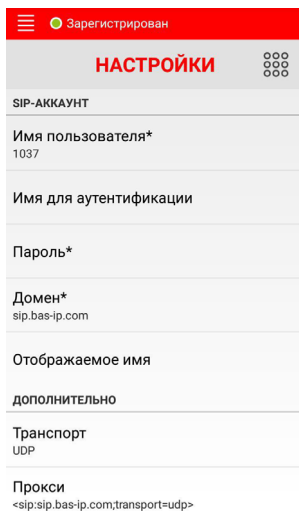 Зарегистрирован
НАСТРОЙКИ
SIP-АККАУНТ
Имя пользователя*
1037
Имя для аутентификации
Пароль*
Домен*
sip.bas-ip.com
Отображаемое имя
ДОПОЛНИТЕЛЬНО
Транспорт
UDP
Прокси
<sip:sip.bas-ip.com;transport=udp>